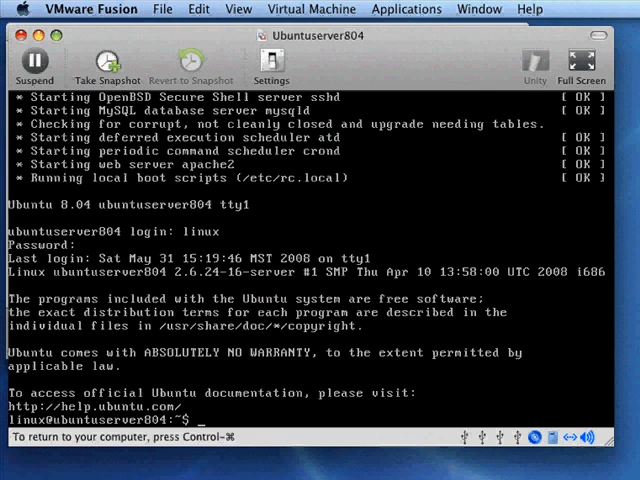 VMware Fusion File Edit View Virtual Machine Applications Window Help
Ubuntuserver804
Suspend Take Snapshot Revert to Snapshot Settings Unity Full Screen
* Starting OpenBSD Secure Shell server sshd [ OK ]
* Starting MySQL database server mysqld [ OK ]
* Checking for corrupt, not cleanly closed and upgrade needing tables.
* Starting deferred execution scheduler atd [ OK ]
* Starting periodic command scheduler crond [ OK ]
* Starting web server apache2 [ OK ]
* Running local boot scripts (/etc/rc.local) [ OK ]
Ubuntu 8.04 ubuntuserver804 tty1
ubuntuserver804 login: linux
Password:
Last login: Sat May 31 15:19:46 MST 2008 on tty1
Linux ubuntuserver804 2.6.24-16-server #1 SMP Thu Apr 10 13:58:00 UTC 2008 i686
The programs included with the Ubuntu system are free software;
the exact distribution terms for each program are described in the
individual files in /usr/share/doc/*/copyright.
Ubuntu comes with ABSOLUTELY NO WARRANTY, to the extent permitted by
applicable law.
To access official Ubuntu documentation, please visit:
http://help.ubuntu.com/
linux@ubuntuserver804:~$ _
To return to your computer, press Control-⌘